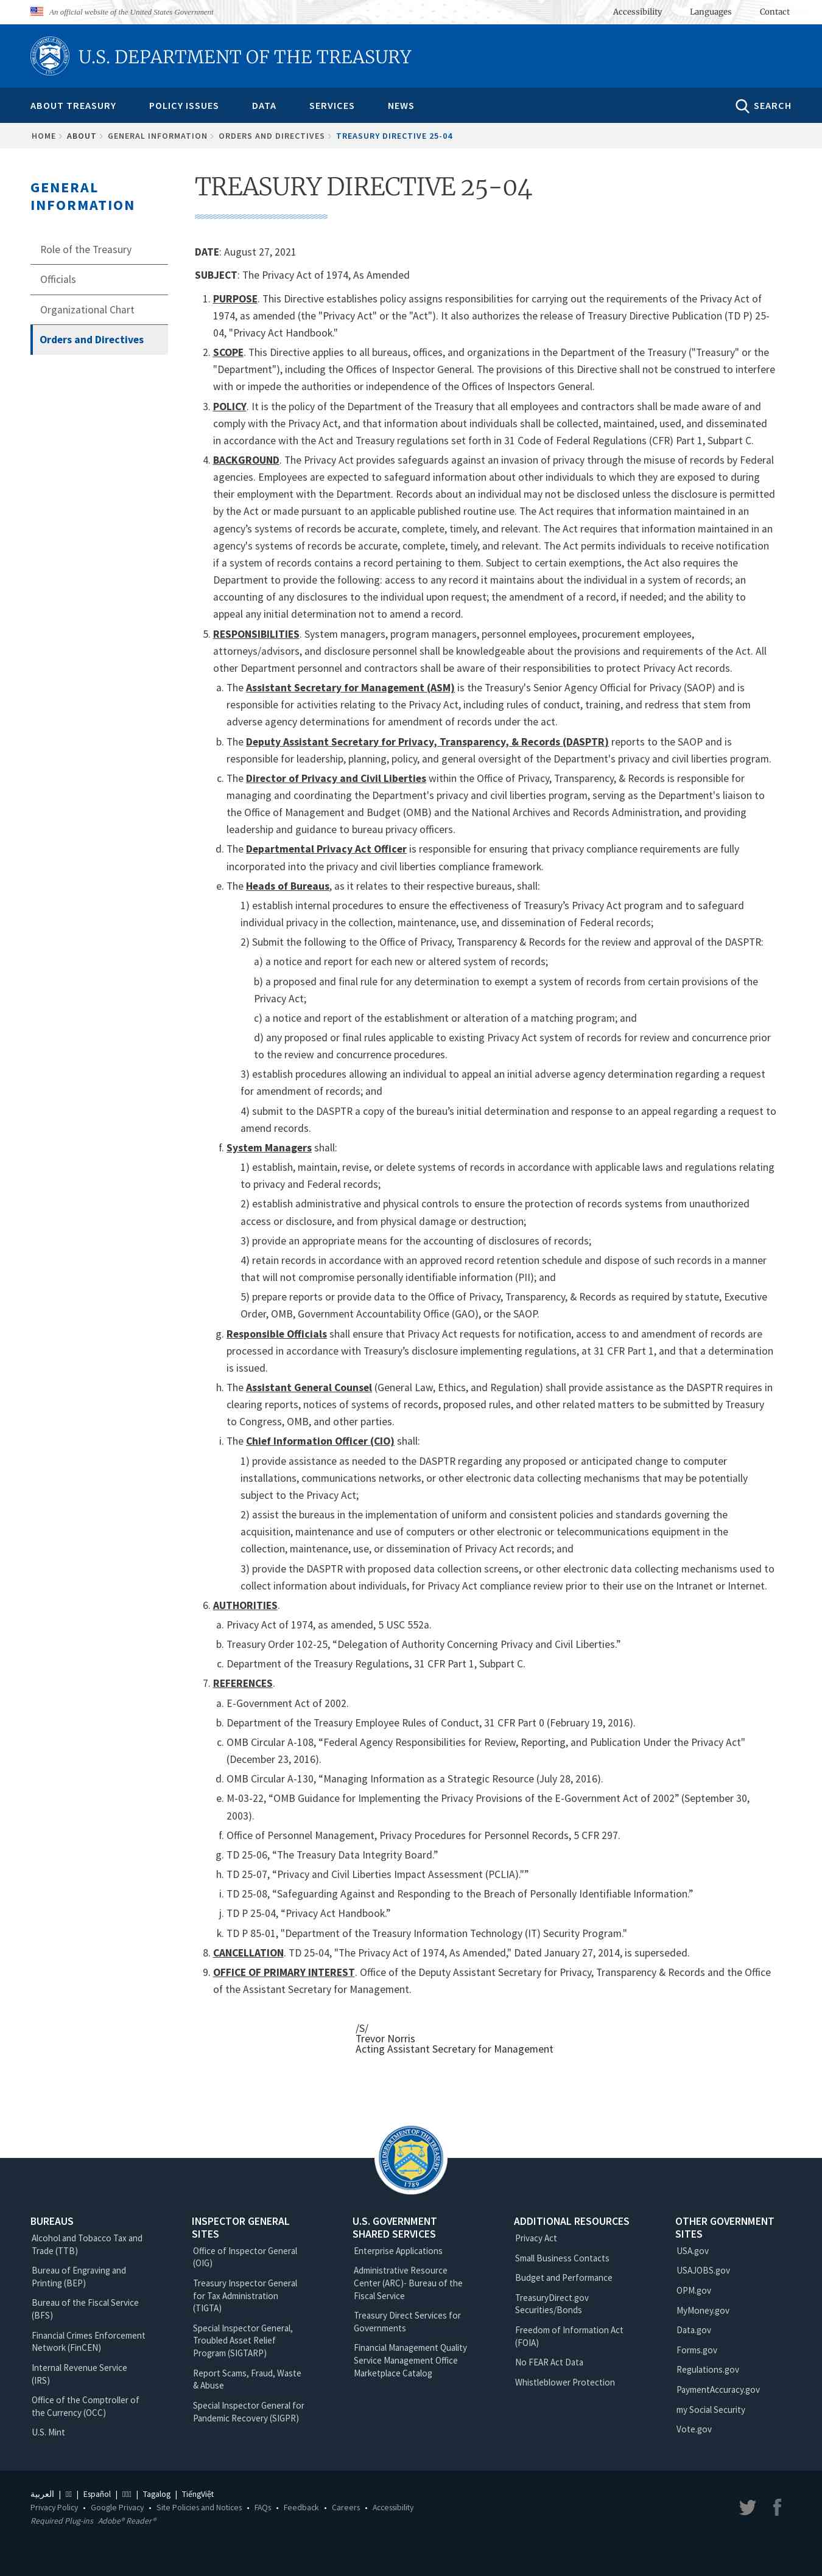 An official website of the United States Government
Accessibility Languages Contact
U.S. DEPARTMENT OF THE TREASURY
ABOUT TREASURY POLICY ISSUES DATA SERVICES NEWS SEARCH
HOME ABOUT GENERAL INFORMATION ORDERS AND DIRECTIVES TREASURY DIRECTIVE 25-04
GENERAL
INFORMATION
Role of the Treasury
Officials
Organizational Chart
Orders and Directives
TREASURY DIRECTIVE 25-04
DATE: August 27, 2021
SUBJECT: The Privacy Act of 1974, As Amended
1. PURPOSE. This Directive establishes policy assigns responsibilities for carrying out the requirements of the Privacy Act of
1974, as amended (the "Privacy Act" or the "Act"). It also authorizes the release of Treasury Directive Publication (TD P) 25-
04, "Privacy Act Handbook."
2. SCOPE. This Directive applies to all bureaus, offices, and organizations in the Department of the Treasury ("Treasury" or the
"Department"), including the Offices of Inspector General. The provisions of this Directive shall not be construed to interfere
with or impede the authorities or independence of the Offices of Inspectors General.
3. POLICY. It is the policy of the Department of the Treasury that all employees and contractors shall be made aware of and
comply with the Privacy Act, and that information about individuals shall be collected, maintained, used, and disseminated
in accordance with the Act and Treasury regulations set forth in 31 Code of Federal Regulations (CFR) Part 1, Subpart C.
4. BACKGROUND. The Privacy Act provides safeguards against an invasion of privacy through the misuse of records by Federal
agencies. Employees are expected to safeguard information about other individuals to which they are exposed to during
their employment with the Department. Records about an individual may not be disclosed unless the disclosure is permitted
by the Act or made pursuant to an applicable published routine use. The Act requires that information maintained in an
agency’s systems of records be accurate, complete, timely, and relevant. The Act requires that information maintained in an
agency's systems of records be accurate, complete, timely, and relevant. The Act permits individuals to receive notification
if a system of records contains a record pertaining to them. Subject to certain exemptions, the Act also requires the
Department to provide the following: access to any record it maintains about the individual in a system of records; an
accounting of any disclosures to the individual upon request; the amendment of a record, if needed; and the ability to
appeal any initial determination not to amend a record.
5. RESPONSIBILITIES. System managers, program managers, personnel employees, procurement employees,
attorneys/advisors, and disclosure personnel shall be knowledgeable about the provisions and requirements of the Act. All
other Department personnel and contractors shall be aware of their responsibilities to protect Privacy Act records.
a. The Assistant Secretary for Management (ASM) is the Treasury's Senior Agency Official for Privacy (SAOP) and is
responsible for activities relating to the Privacy Act, including rules of conduct, training, and redress that stem from
adverse agency determinations for amendment of records under the act.
b. The Deputy Assistant Secretary for Privacy, Transparency, & Records (DASPTR) reports to the SAOP and is
responsible for leadership, planning, policy, and general oversight of the Department's privacy and civil liberties program.
c. The Director of Privacy and Civil Liberties within the Office of Privacy, Transparency, & Records is responsible for
managing and coordinating the Department's privacy and civil liberties program, serving as the Department's liaison to
the Office of Management and Budget (OMB) and the National Archives and Records Administration, and providing
leadership and guidance to bureau privacy officers.
d. The Departmental Privacy Act Officer is responsible for ensuring that privacy compliance requirements are fully
incorporated into the privacy and civil liberties compliance framework.
e. The Heads of Bureaus, as it relates to their respective bureaus, shall:
1) establish internal procedures to ensure the effectiveness of Treasury’s Privacy Act program and to safeguard
individual privacy in the collection, maintenance, use, and dissemination of Federal records;
2) Submit the following to the Office of Privacy, Transparency & Records for the review and approval of the DASPTR:
a) a notice and report for each new or altered system of records;
b) a proposed and final rule for any determination to exempt a system of records from certain provisions of the
Privacy Act;
c) a notice and report of the establishment or alteration of a matching program; and
d) any proposed or final rules applicable to existing Privacy Act system of records for review and concurrence prior
to the review and concurrence procedures.
3) establish procedures allowing an individual to appeal an initial adverse agency determination regarding a request
for amendment of records; and
4) submit to the DASPTR a copy of the bureau’s initial determination and response to an appeal regarding a request to
amend records.
f. System Managers shall:
1) establish, maintain, revise, or delete systems of records in accordance with applicable laws and regulations relating
to privacy and Federal records;
2) establish administrative and physical controls to ensure the protection of records systems from unauthorized
access or disclosure, and from physical damage or destruction;
3) provide an appropriate means for the accounting of disclosures of records;
4) retain records in accordance with an approved record retention schedule and dispose of such records in a manner
that will not compromise personally identifiable information (PII); and
5) prepare reports or provide data to the Office of Privacy, Transparency, & Records as required by statute, Executive
Order, OMB, Government Accountability Office (GAO), or the SAOP.
g. Responsible Officials shall ensure that Privacy Act requests for notification, access to and amendment of records are
processed in accordance with Treasury’s disclosure implementing regulations, at 31 CFR Part 1, and that a determination
is issued.
h. The Assistant General Counsel (General Law, Ethics, and Regulation) shall provide assistance as the DASPTR requires in
clearing reports, notices of systems of records, proposed rules, and other related matters to be submitted by Treasury
to Congress, OMB, and other parties.
i. The Chief Information Officer (CIO) shall:
1) provide assistance as needed to the DASPTR regarding any proposed or anticipated change to computer
installations, communications networks, or other electronic data collecting mechanisms that may be potentially
subject to the Privacy Act;
2) assist the bureaus in the implementation of uniform and consistent policies and standards governing the
acquisition, maintenance and use of computers or other electronic or telecommunications equipment in the
collection, maintenance, use, or dissemination of Privacy Act records; and
3) provide the DASPTR with proposed data collection screens, or other electronic data collecting mechanisms used to
collect information about individuals, for Privacy Act compliance review prior to their use on the Intranet or Internet.
6. AUTHORITIES.
a. Privacy Act of 1974, as amended, 5 USC 552a.
b. Treasury Order 102-25, “Delegation of Authority Concerning Privacy and Civil Liberties.”
c. Department of the Treasury Regulations, 31 CFR Part 1, Subpart C.
7. REFERENCES.
a. E-Government Act of 2002.
b. Department of the Treasury Employee Rules of Conduct, 31 CFR Part 0 (February 19, 2016).
c. OMB Circular A-108, “Federal Agency Responsibilities for Review, Reporting, and Publication Under the Privacy Act"
(December 23, 2016).
d. OMB Circular A-130, “Managing Information as a Strategic Resource (July 28, 2016).
e. M-03-22, “OMB Guidance for Implementing the Privacy Provisions of the E-Government Act of 2002” (September 30,
2003).
f. Office of Personnel Management, Privacy Procedures for Personnel Records, 5 CFR 297.
g. TD 25-06, “The Treasury Data Integrity Board.”
h. TD 25-07, “Privacy and Civil Liberties Impact Assessment (PCLIA).”"
i. TD 25-08, “Safeguarding Against and Responding to the Breach of Personally Identifiable Information.”
j. TD P 25-04, “Privacy Act Handbook.”
k. TD P 85-01, "Department of the Treasury Information Technology (IT) Security Program."
8. CANCELLATION. TD 25-04, "The Privacy Act of 1974, As Amended," Dated January 27, 2014, is superseded.
9. OFFICE OF PRIMARY INTEREST. Office of the Deputy Assistant Secretary for Privacy, Transparency & Records and the Office
of the Assistant Secretary for Management.
/S/
Trevor Norris
Acting Assistant Secretary for Management
THE DEPARTMENT OF THE TREASURY
1789
BUREAUS
Alcohol and Tobacco Tax and
Trade (TTB)
Bureau of Engraving and
Printing (BEP)
Bureau of the Fiscal Service
(BFS)
Financial Crimes Enforcement
Network (FinCEN)
Internal Revenue Service
(IRS)
Office of the Comptroller of
the Currency (OCC)
U.S. Mint
INSPECTOR GENERAL
SITES
Office of Inspector General
(OIG)
Treasury Inspector General
for Tax Administration
(TIGTA)
Special Inspector General,
Troubled Asset Relief
Program (SIGTARP)
Report Scams, Fraud, Waste
& Abuse
Special Inspector General for
Pandemic Recovery (SIGPR)
U.S. GOVERNMENT
SHARED SERVICES
Enterprise Applications
Administrative Resource
Center (ARC)- Bureau of the
Fiscal Service
Treasury Direct Services for
Governments
Financial Management Quality
Service Management Office
Marketplace Catalog
ADDITIONAL RESOURCES
Privacy Act
Small Business Contacts
Budget and Performance
TreasuryDirect.gov
Securities/Bonds
Freedom of Information Act
(FOIA)
No FEAR Act Data
Whistleblower Protection
OTHER GOVERNMENT
SITES
USA.gov
USAJOBS.gov
OPM.gov
MyMoney.gov
Data.gov
Forms.gov
Regulations.gov
PaymentAccuracy.gov
my Social Security
Vote.gov
العربية | | Español | | Tagalog | TiếngViệt
Privacy Policy • Google Privacy • Site Policies and Notices • FAQs • Feedback • Careers • Accessibility
Required Plug-ins Adobe® Reader®